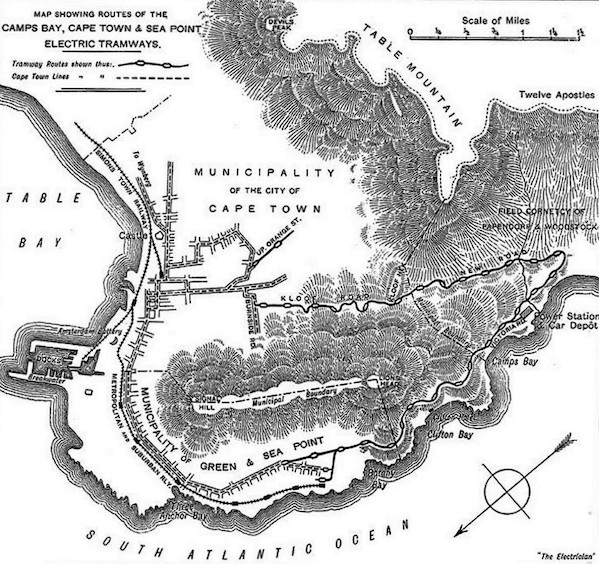 MAP SHOWING ROUTES OF THE
CAMPS BAY, CAPE TOWN & SEA POINT
ELECTRIC TRAMWAYS.
Tramway Routes shown thus:
Cape Town Lines " "
Scale of Miles
0 ¼ ½ ¾ 1 1¼ 1½
DEVILS
PEAK
TABLE MOUNTAIN
Twelve Apostles
TABLE
BAY
SIMONS TOWN RAILWAY
To Wynberg
MUNICIPALITY
OF THE CITY OF
CAPE TOWN
Castle
UP. ORANGE ST.
FIELD CORNETCY OF
PAPENDORP & WOODSTOCK
NEW ROAD
KLOOF ROAD
KLOOF NEK
Power Station
& Car Depôt
VICTORIA RD.
Camps Bay
Amsterdam Battery
DOCKS
Breakwater
SIGNAL
HILL
Municipal Boundary
HEAD
METROPOLITAN AND SUBURBAN RLY.
MUNICIPALITY OF GREEN & SEA POINT
Clifton Bay
Bay
Three
Anchor Bay
SOUTH ATLANTIC OCEAN
"The Electrician"